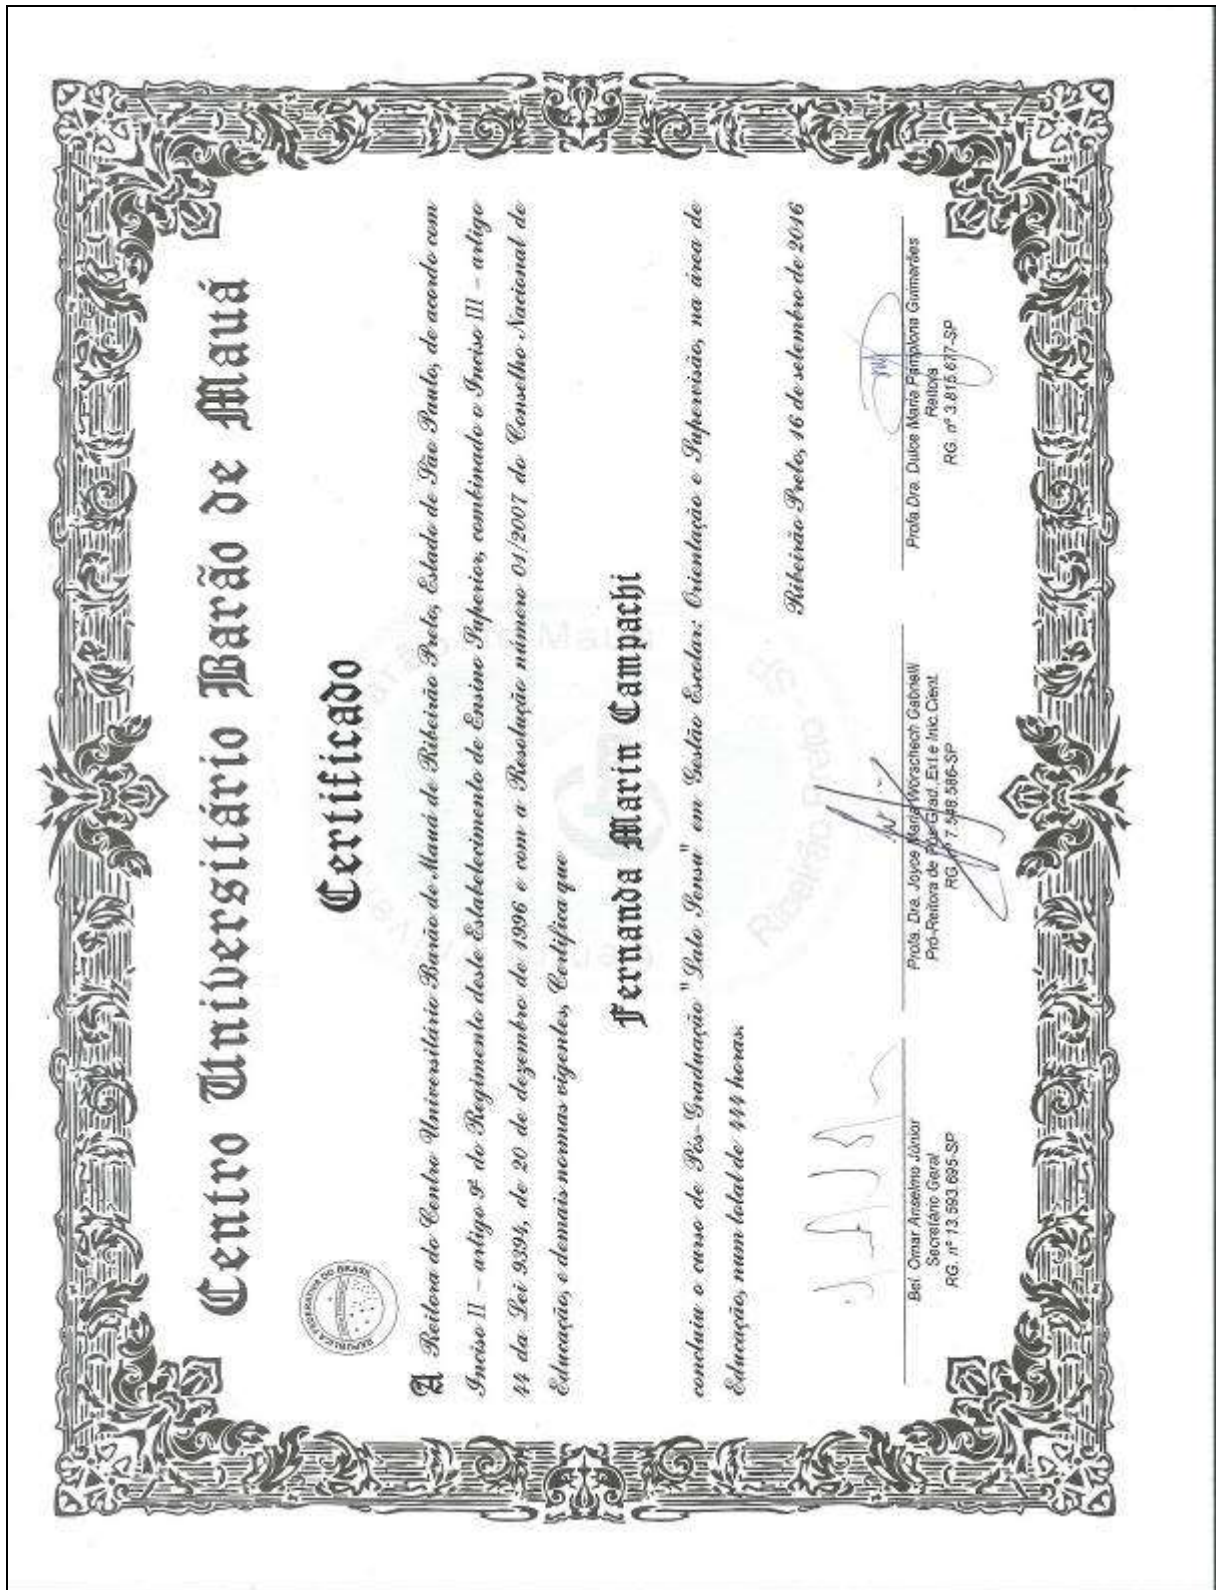 Centro Universitário Barão de Mauá
REPÚBLICA FEDERATIVA DO BRASIL
Certificado
A Reitora do Centro Universitário Barão de Mauá de Ribeirão Preto, Estado de São Paulo, de acordo com
Inciso II - artigo 9º do Regimento deste Estabelecimento de Ensino Superior, combinado o Inciso III - artigo
44 da Lei 9394, de 20 de dezembro de 1996 e com a Resolução número 01/2007 do Conselho Nacional de
Educação, e demais normas vigentes, Certifica que
Fernanda Marin Campachi
concluiu o curso de Pós-Graduação "Lato Sensu" em Gestão Escolar: Orientação e Supervisão, na área de
Educação, num total de 444 horas.
Ribeirão Preto, 16 de setembro de 2016
Bel. Omar Anselmo Júnior
Secretário Geral
RG. nº 13.593.695-SP
Profa. Dra. Joyce Maria Worschech Gabrielli
Pró-Reitora de Pós-Grad., Ext e Inic. Cient.
RG. nº 7.548.586-SP
Profa Dra. Dulce Maria Pamplona Guimarães
Reitora
RG. nº 3.815.677-SP